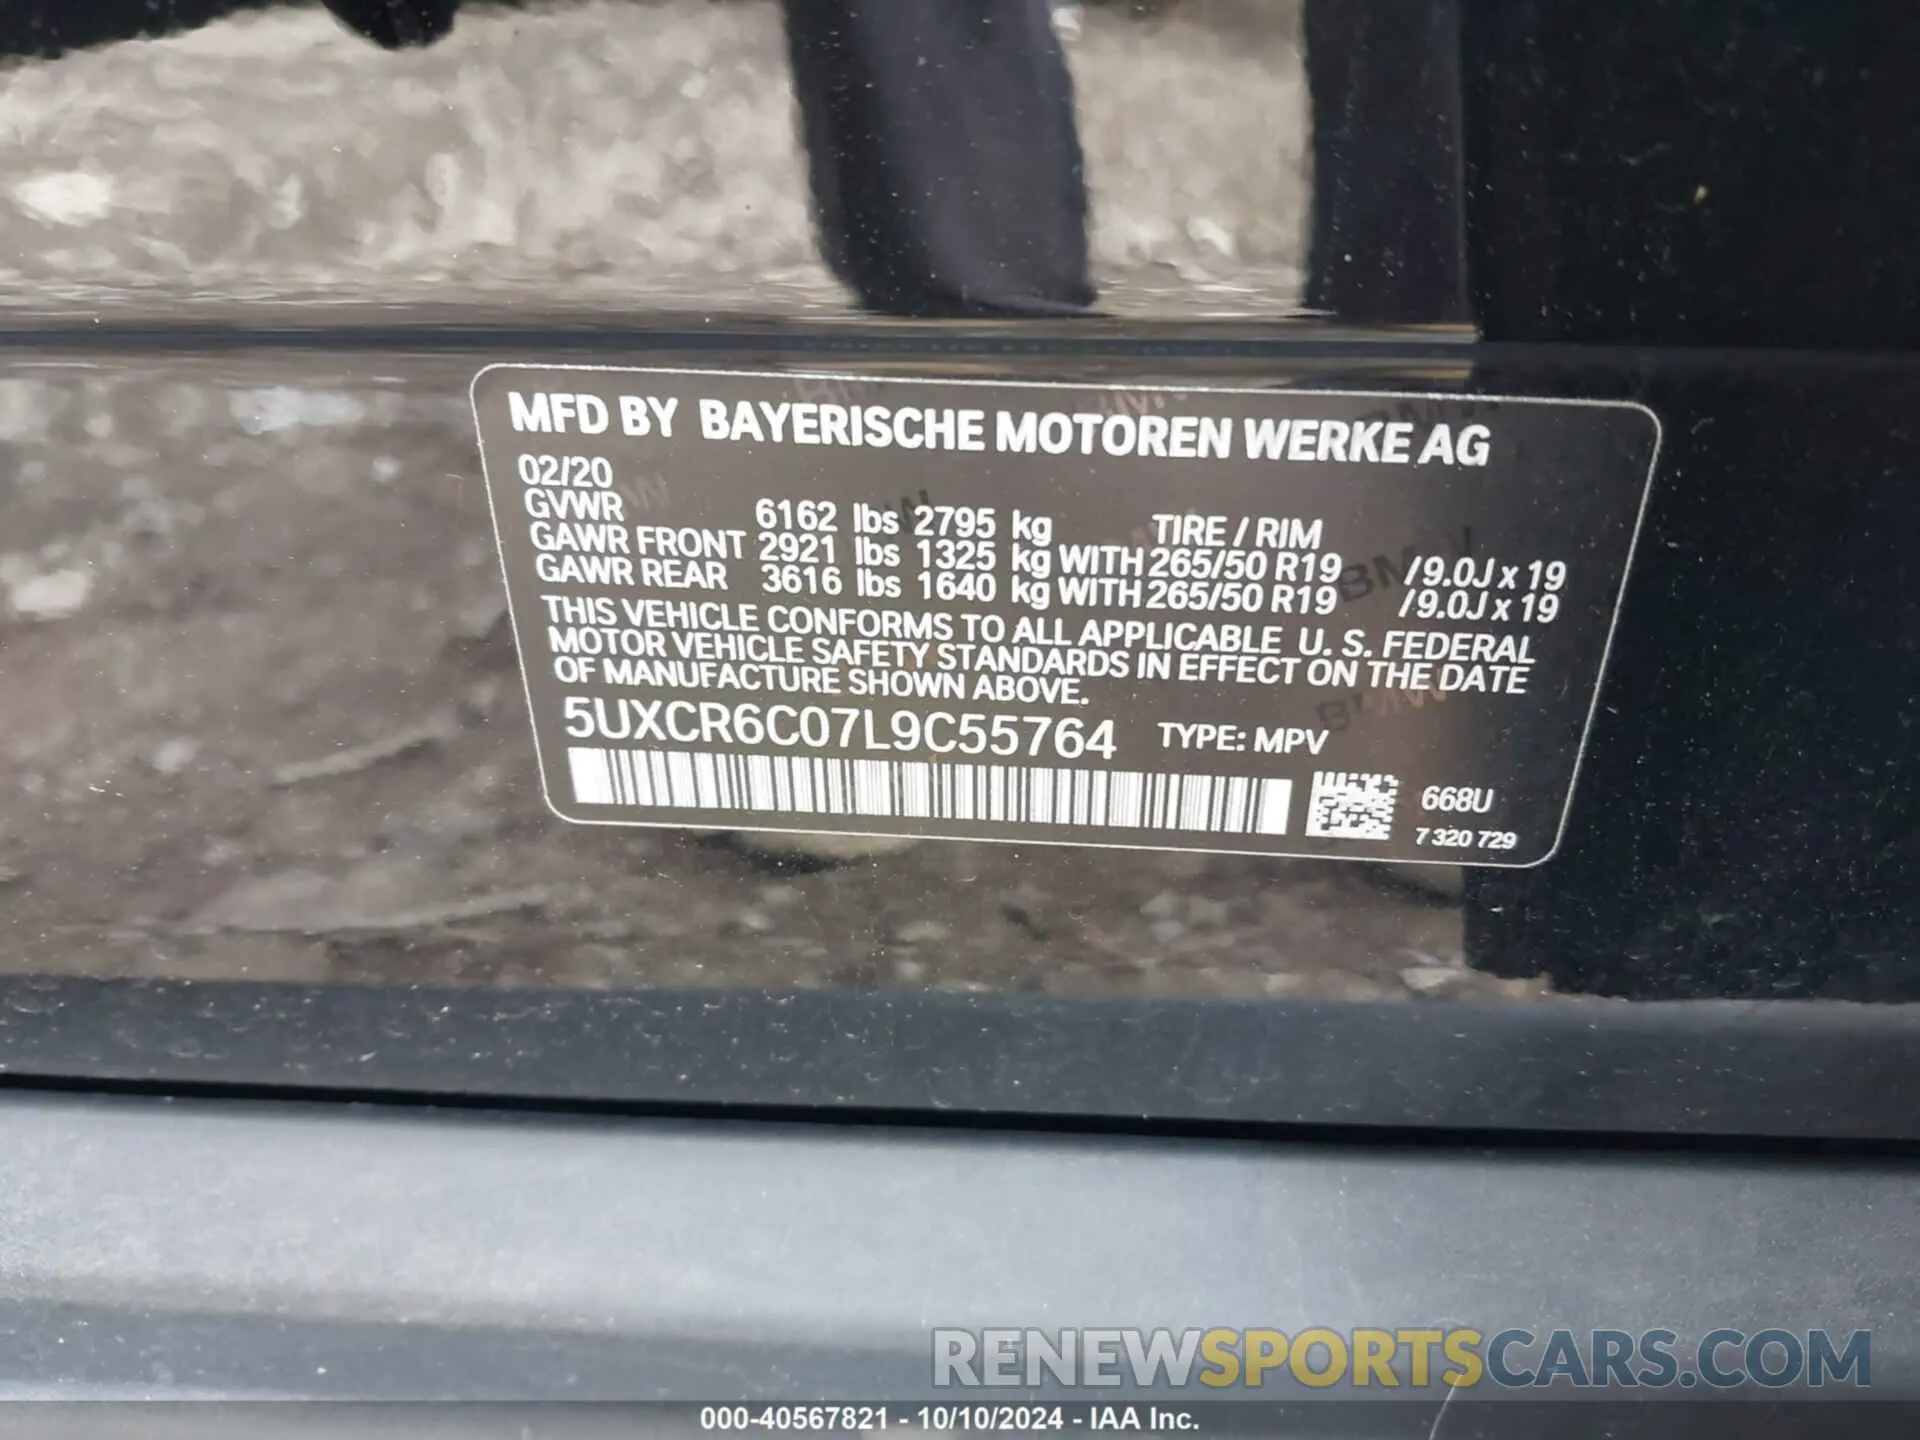 MFD BY BAYERISCHE MOTOREN WERKE AG
02/20
GVWR 6162 lbs 2795 kg TIRE / RIM
GAWR FRONT 2921 lbs 1325 kg WITH 265/50 R19 / 9.0J x 19
GAWR REAR 3616 lbs 1640 kg WITH 265/50 R19 / 9.0J x 19
THIS VEHICLE CONFORMS TO ALL APPLICABLE U. S. FEDERAL
MOTOR VEHICLE SAFETY STANDARDS IN EFFECT ON THE DATE
OF MANUFACTURE SHOWN ABOVE.
5UXCR6C07L9C55764 TYPE: MPV
668U
7 320 729
RENEWSPORTSCARS.COM
000-40567821 - 10/10/2024 - IAA Inc.